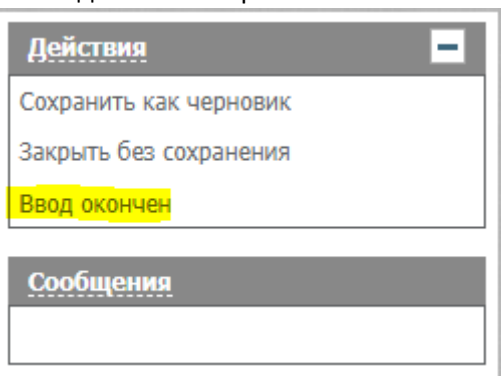 Действия
Сохранить как черновик
Закрыть без сохранения
Ввод окончен
Сообщения